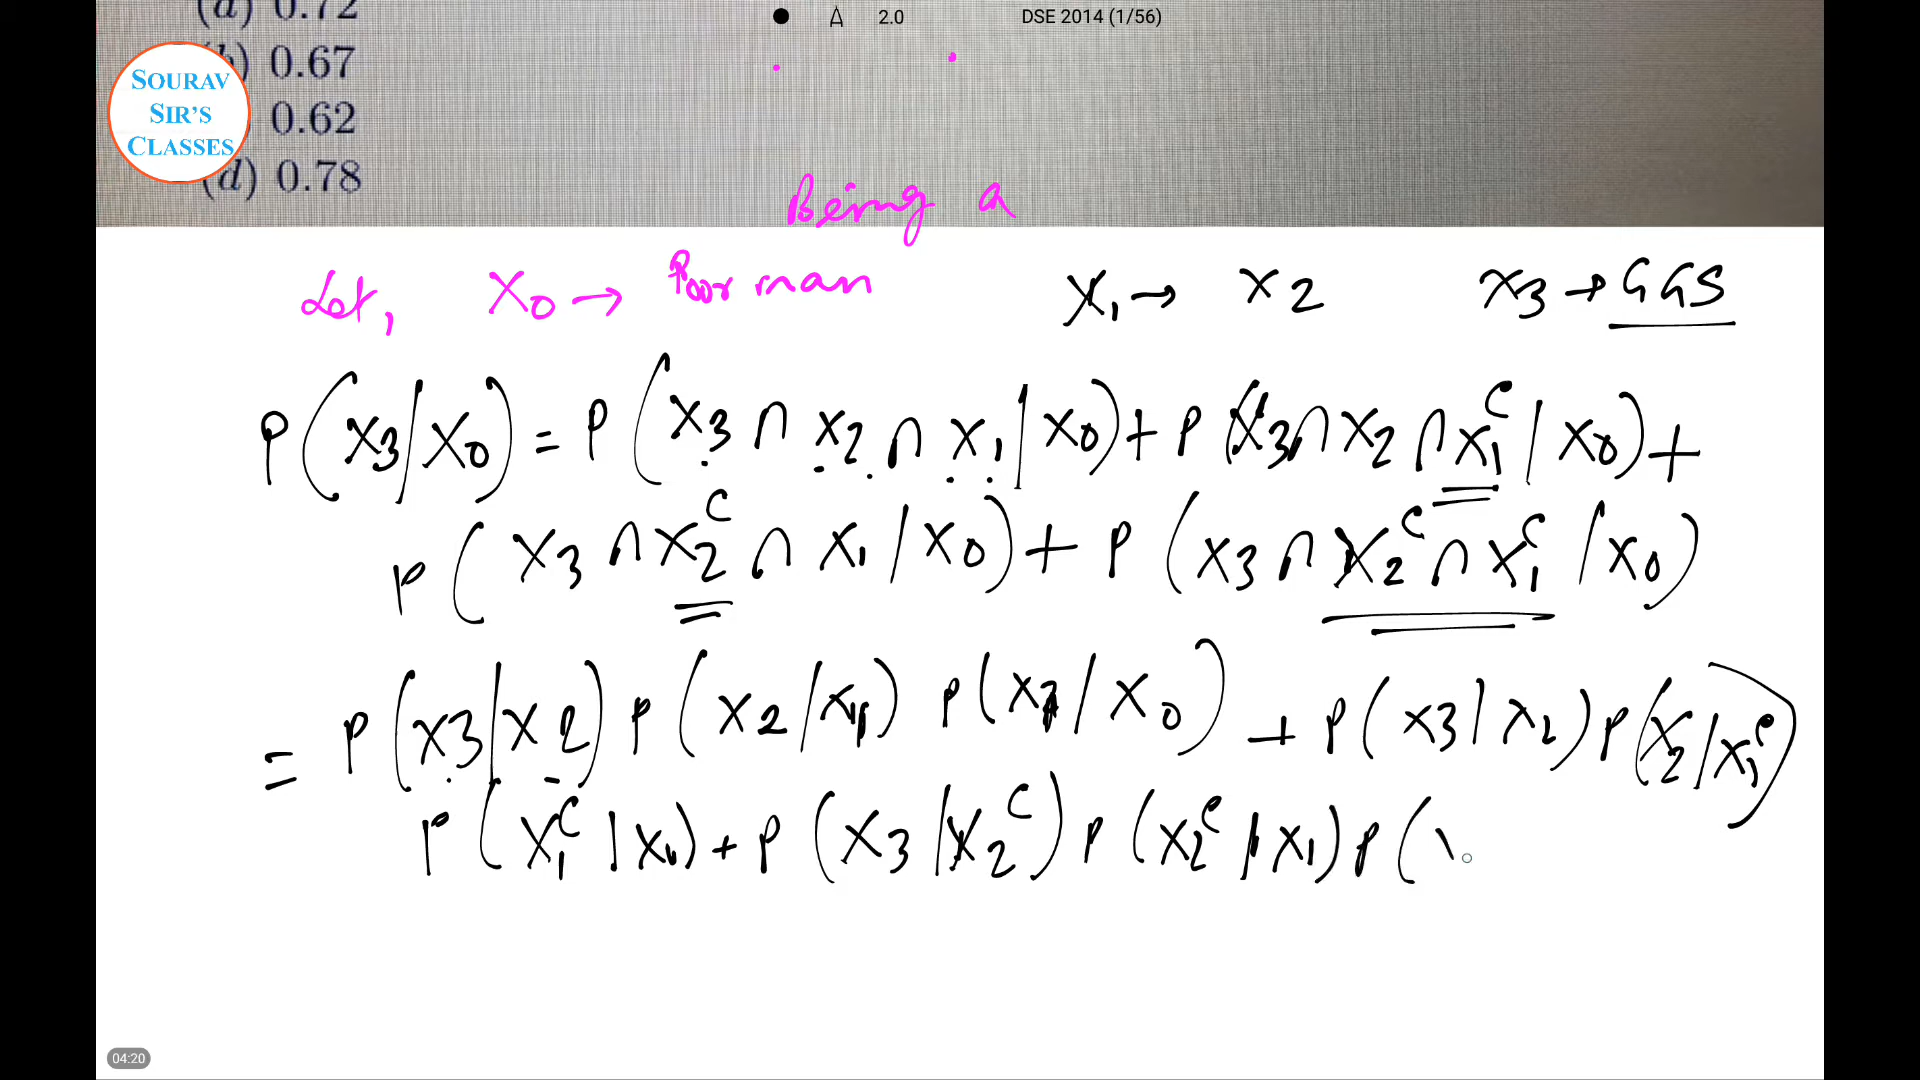 (a) 0.72
A 2.0 DSE 2014 (1/56)
SOURAV
SIR'S
CLASSES
(b) 0.67
0.62
(d) 0.78
Being a
Let, X₀ → Poor man X₁ → X₂ X₃ → GGS
P(X₃/X₀) = P(X₃ ∩ X₂ ∩ X₁ | X₀) + P(X₃ ∩ X₂ ∩ X₁ᶜ | X₀) +
P(X₃ ∩ X₂ᶜ ∩ X₁ / X₀) + P(X₃ ∩ X₂ᶜ ∩ X₁ᶜ / X₀)
= P(X₃|X₂) P(X₂/X₁) P(X₁/X₀) + P(X₃|X₂) P(X₂/X₁ᶜ)
P(X₁ᶜ | X₀) + P(X₃/X₂ᶜ) P(X₂ᶜ | X₁) P(
04:20